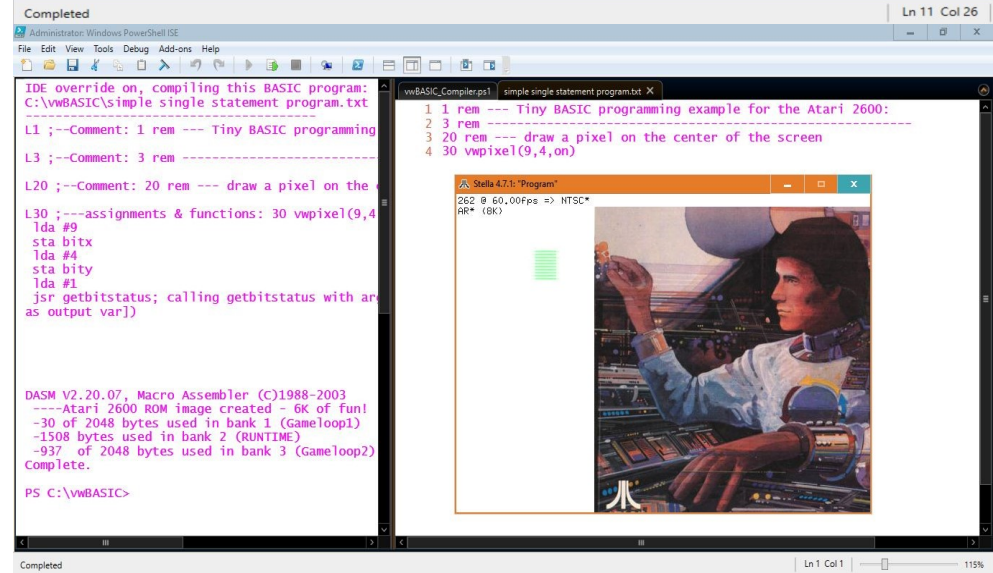 Completed
Ln 11 Col 26
Administrator: Windows PowerShell ISE
File Edit View Tools Debug Add-ons Help
IDE override on, compiling this BASIC program:
C:\vwBASIC\simple single statement program.txt
----------------------------------------
L1 ;--Comment: 1 rem --- Tiny BASIC programming
L3 ;--Comment: 3 rem --------------------------
L20 ;--Comment: 20 rem --- draw a pixel on the
L30 ;---assignments & functions: 30 vwpixel(9,4
lda #9
sta bitx
lda #4
sta bity
lda #1
jsr getbitstatus; calling getbitstatus with ar
as output var])
DASM V2.20.07, Macro Assembler (C)1988-2003
----Atari 2600 ROM image created - 6K of fun!
-30 of 2048 bytes used in bank 1 (Gameloop1)
-1508 bytes used in bank 2 (RUNTIME)
-937 of 2048 bytes used in bank 3 (Gameloop2)
Complete.
PS C:\vwBASIC>
vwBASIC_Compiler.ps1 simple single statement program.txt X
1 1 rem --- Tiny BASIC programming example for the Atari 2600:
2 3 rem -----------------------------------------------------
3 20 rem --- draw a pixel on the center of the screen
4 30 vwpixel(9,4,on)
Stella 4.7.1: "Program"
262 @ 60.00fps => NTSC*
AR* (8K)
Completed
Ln 1 Col 1
115%